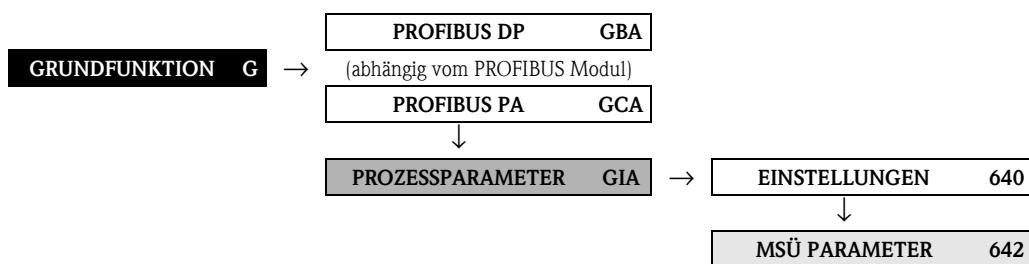 PROFIBUS DP GBA
GRUNDFUNKTION G → (abhängig vom PROFIBUS Modul)
PROFIBUS PA GCA
↓
PROZESSPARAMETER GIA → EINSTELLUNGEN 640
↓
MSÜ PARAMETER 642